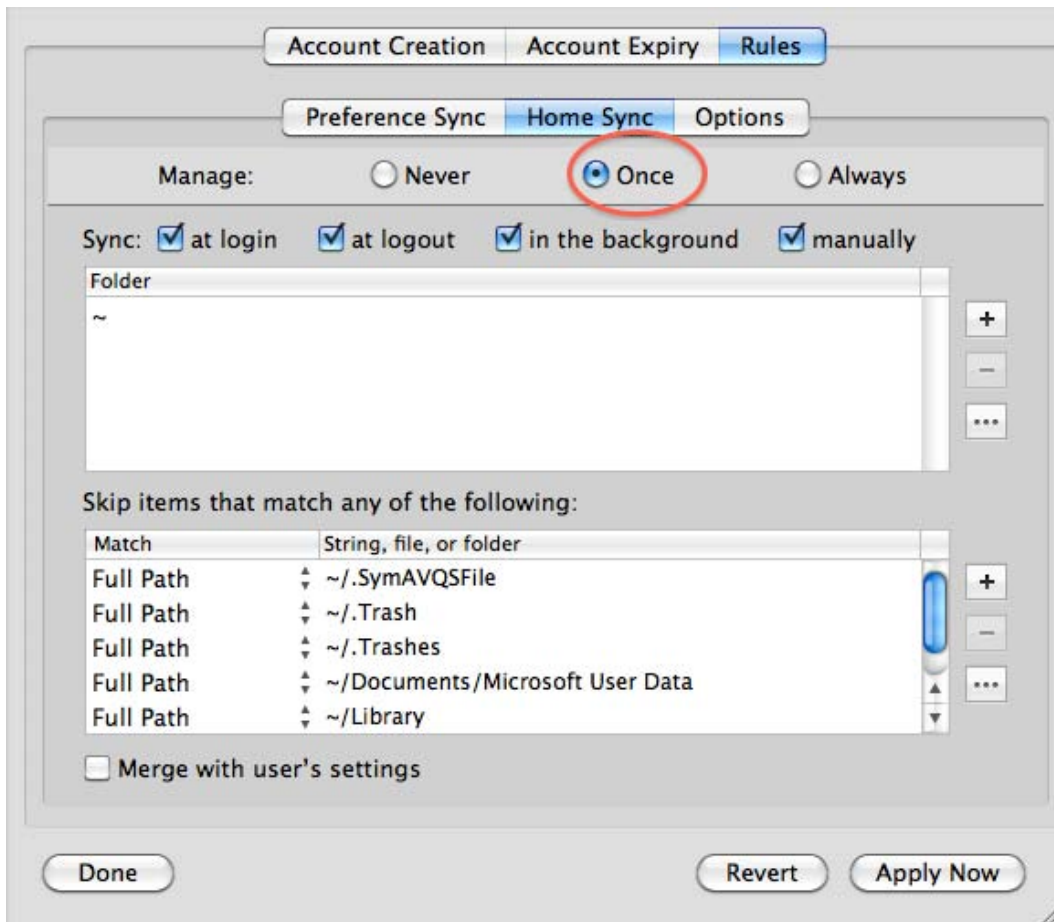 Account Creation Account Expiry Rules
Preference Sync Home Sync Options
Manage: Never Once Always
Sync: at login at logout in the background manually
Folder
~
+
−
...
Skip items that match any of the following:
Match String, file, or folder
Full Path ~/.SymAVQSFile
Full Path ~/.Trash
Full Path ~/.Trashes
Full Path ~/Documents/Microsoft User Data
Full Path ~/Library
+
−
...
Merge with user's settings
Done Revert Apply Now